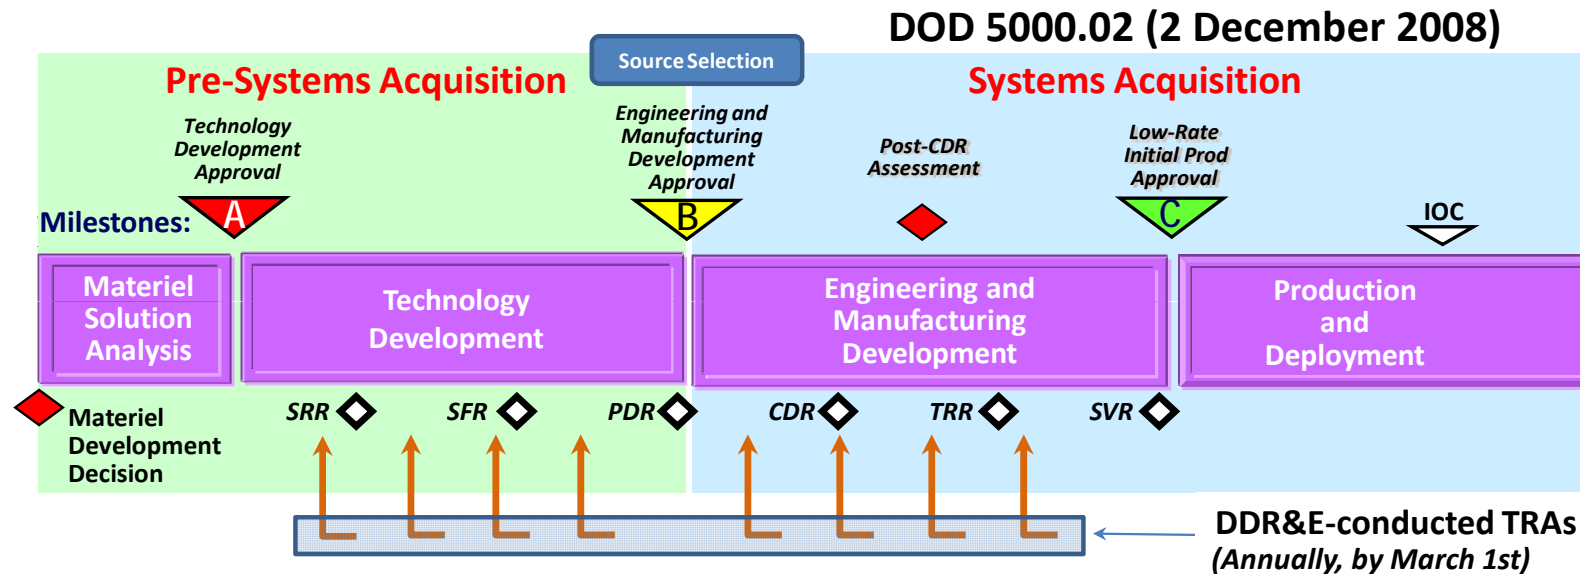 DOD 5000.02 (2 December 2008)
Source Selection
Pre-Systems Acquisition
Systems Acquisition
Technology
Development
Approval
Engineering and
Manufacturing
Development
Approval
Post-CDR
Assessment
Low-Rate
Initial Prod
Approval
Milestones:
A
B
C
IOC
Materiel
Solution
Analysis
Technology
Development
Engineering and
Manufacturing
Development
Production
and
Deployment
Materiel
Development
Decision
SRR
SFR
PDR
CDR
TRR
SVR
DDR&E-conducted TRAs
(Annually, by March 1st)